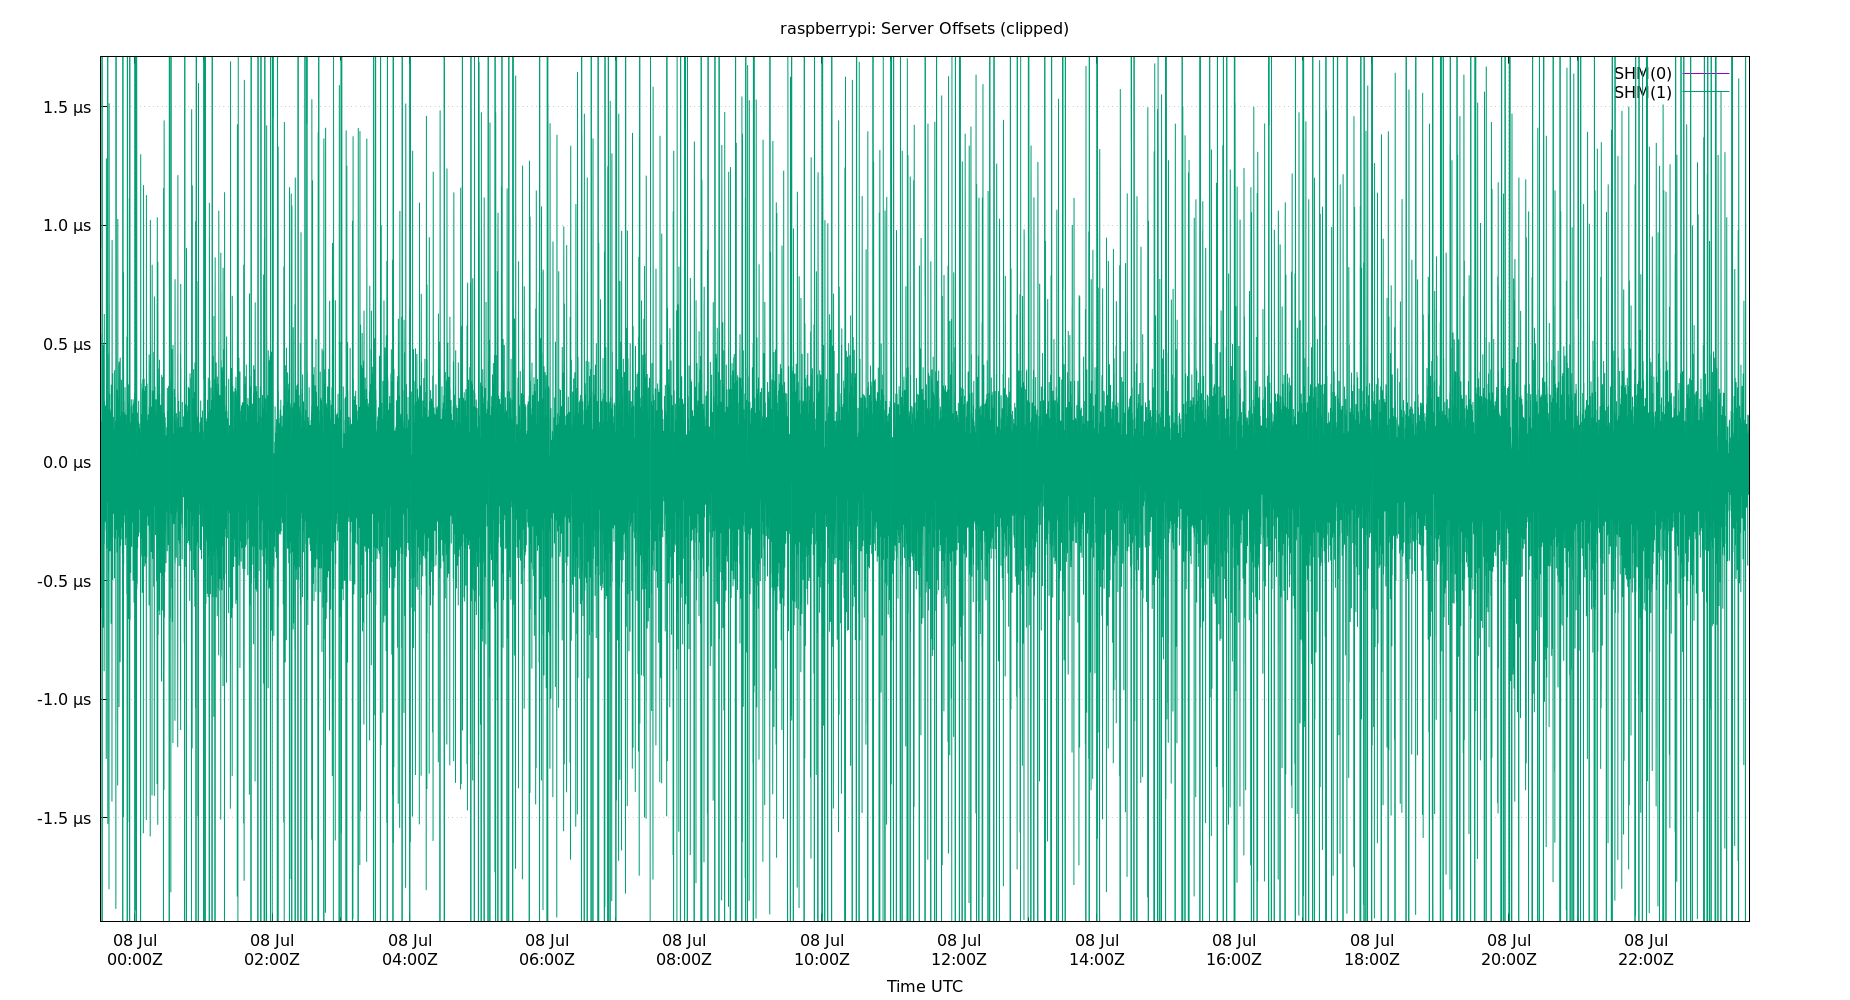 raspberrypi: Server Offsets (clipped)
SHM(0)
SHM(1)
1.5 µs
1.0 µs
0.5 µs
0.0 µs
-0.5 µs
-1.0 µs
-1.5 µs
08 Jul 08 Jul 08 Jul 08 Jul 08 Jul 08 Jul 08 Jul 08 Jul 08 Jul 08 Jul 08 Jul 08 Jul
00:00Z 02:00Z 04:00Z 06:00Z 08:00Z 10:00Z 12:00Z 14:00Z 16:00Z 18:00Z 20:00Z 22:00Z
Time UTC